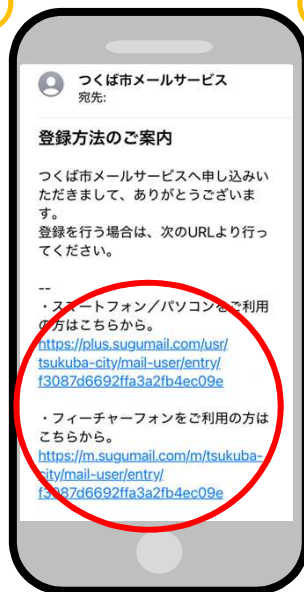 つくば市メールサービス
宛先:
登録方法のご案内
つくば市メールサービスへ申し込みい
ただきまして、ありがとうございま
す。
登録を行う場合は、次のURLより行っ
てください。
--
・スマートフォン／パソコンをご利用
の方はこちらから。
https://plus.sugumail.com/usr/
tsukuba-city/mail-user/entry/
f3087d6692ffa3a2fb4ec09e
・フィーチャーフォンをご利用の方は
こちらから。
https://m.sugumail.com/m/tsukuba-
city/mail-user/entry/
f3087d6692ffa3a2fb4ec09e